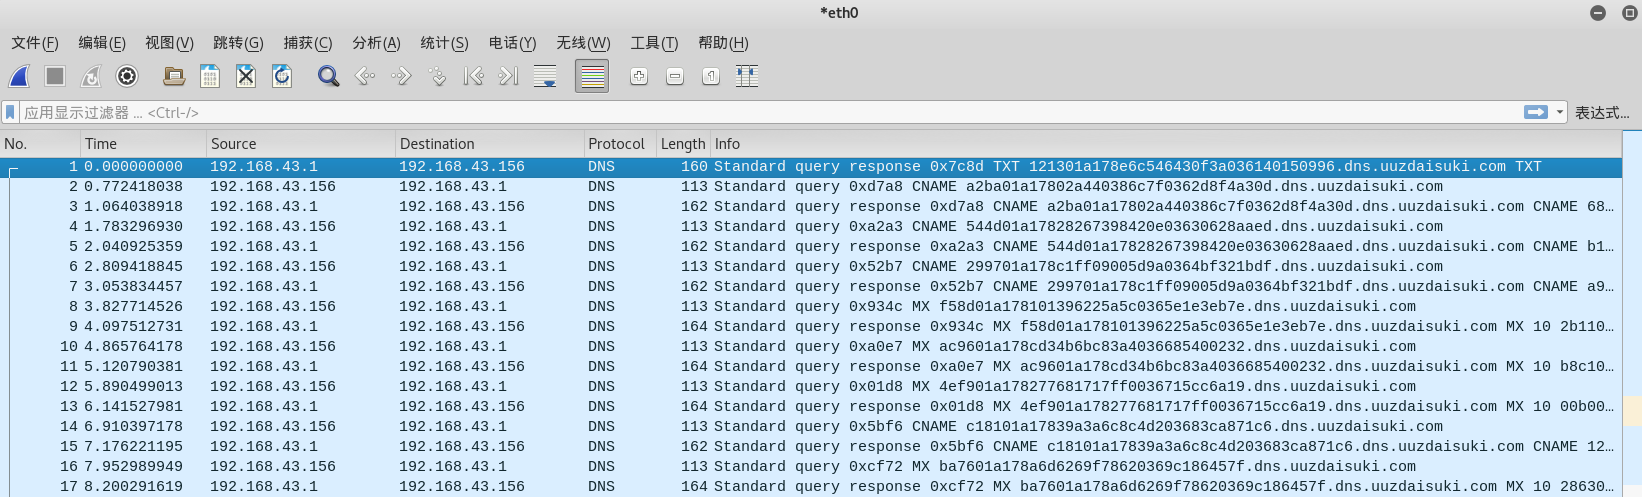 *eth0
文件(F) 编辑(E) 视图(V) 跳转(G) 捕获(C) 分析(A) 统计(S) 电话(Y) 无线(W) 工具(T) 帮助(H)
应用显示过滤器 … <Ctrl-/> 表达式…
No. Time Source Destination Protocol Length Info
1 0.000000000 192.168.43.1 192.168.43.156 DNS 160 Standard query response 0x7c8d TXT 121301a178e6c546430f3a036140150996.dns.uuzdaisuki.com TXT
2 0.772418038 192.168.43.156 192.168.43.1 DNS 113 Standard query 0xd7a8 CNAME a2ba01a17802a440386c7f0362d8f4a30d.dns.uuzdaisuki.com
3 1.064038918 192.168.43.1 192.168.43.156 DNS 162 Standard query response 0xd7a8 CNAME a2ba01a17802a440386c7f0362d8f4a30d.dns.uuzdaisuki.com CNAME 68…
4 1.783296930 192.168.43.156 192.168.43.1 DNS 113 Standard query 0xa2a3 CNAME 544d01a17828267398420e03630628aaed.dns.uuzdaisuki.com
5 2.040925359 192.168.43.1 192.168.43.156 DNS 162 Standard query response 0xa2a3 CNAME 544d01a17828267398420e03630628aaed.dns.uuzdaisuki.com CNAME b1…
6 2.809418845 192.168.43.156 192.168.43.1 DNS 113 Standard query 0x52b7 CNAME 299701a178c1ff09005d9a0364bf321bdf.dns.uuzdaisuki.com
7 3.053834457 192.168.43.1 192.168.43.156 DNS 162 Standard query response 0x52b7 CNAME 299701a178c1ff09005d9a0364bf321bdf.dns.uuzdaisuki.com CNAME a9…
8 3.827714526 192.168.43.156 192.168.43.1 DNS 113 Standard query 0x934c MX f58d01a178101396225a5c0365e1e3eb7e.dns.uuzdaisuki.com
9 4.097512731 192.168.43.1 192.168.43.156 DNS 164 Standard query response 0x934c MX f58d01a178101396225a5c0365e1e3eb7e.dns.uuzdaisuki.com MX 10 2b110…
10 4.865764178 192.168.43.156 192.168.43.1 DNS 113 Standard query 0xa0e7 MX ac9601a178cd34b6bc83a4036685400232.dns.uuzdaisuki.com
11 5.120790381 192.168.43.1 192.168.43.156 DNS 164 Standard query response 0xa0e7 MX ac9601a178cd34b6bc83a4036685400232.dns.uuzdaisuki.com MX 10 b8c10…
12 5.890499013 192.168.43.156 192.168.43.1 DNS 113 Standard query 0x01d8 MX 4ef901a178277681717ff0036715cc6a19.dns.uuzdaisuki.com
13 6.141527981 192.168.43.1 192.168.43.156 DNS 164 Standard query response 0x01d8 MX 4ef901a178277681717ff0036715cc6a19.dns.uuzdaisuki.com MX 10 00b00…
14 6.910397178 192.168.43.156 192.168.43.1 DNS 113 Standard query 0x5bf6 CNAME c18101a17839a3a6c8c4d203683ca871c6.dns.uuzdaisuki.com
15 7.176221195 192.168.43.1 192.168.43.156 DNS 162 Standard query response 0x5bf6 CNAME c18101a17839a3a6c8c4d203683ca871c6.dns.uuzdaisuki.com CNAME 12…
16 7.952989949 192.168.43.156 192.168.43.1 DNS 113 Standard query 0xcf72 MX ba7601a178a6d6269f78620369c186457f.dns.uuzdaisuki.com
17 8.200291619 192.168.43.1 192.168.43.156 DNS 164 Standard query response 0xcf72 MX ba7601a178a6d6269f78620369c186457f.dns.uuzdaisuki.com MX 10 28630…